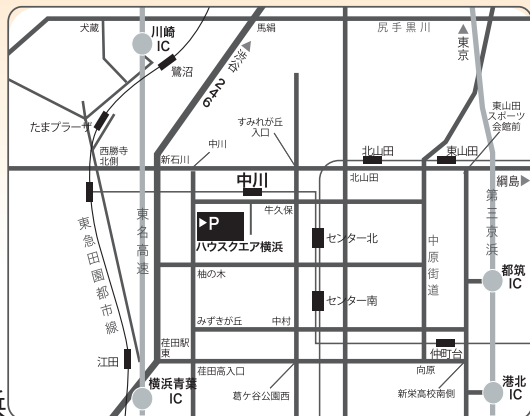 犬蔵
川崎
IC
馬絹
尻手黒川
東京
渋谷
246
鷺沼
たまプラーザ
すみれが丘
入口
東山田
スポーツ
会館前
西勝寺
北側
中川
新石川
北山田
東山田
北山田
綱島
中川
牛久保
P
ハウスクエア横浜
東名高速
東急田園都市線
センター北
中原街道
第三京浜
柚の木
都筑
IC
センター南
みずきが丘
中村
荏田駅
東
仲町台
江田
荏田高入口
向原
横浜青葉
IC
葛ケ谷公園西
新栄高校南側
港北
IC